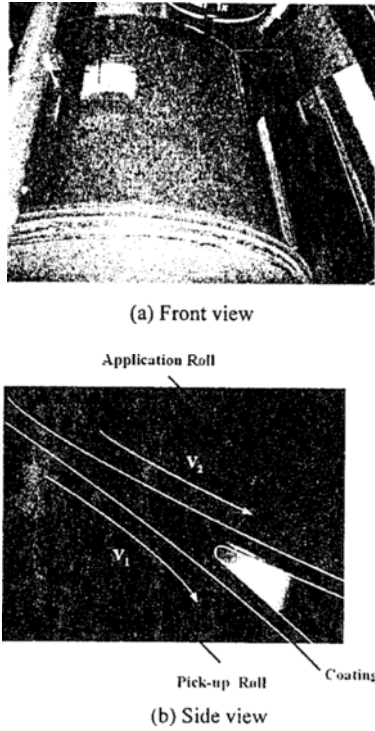 (a) Front view
Application Roll
V₂
V₁
Coating
Pick-up Roll
(b) Side view